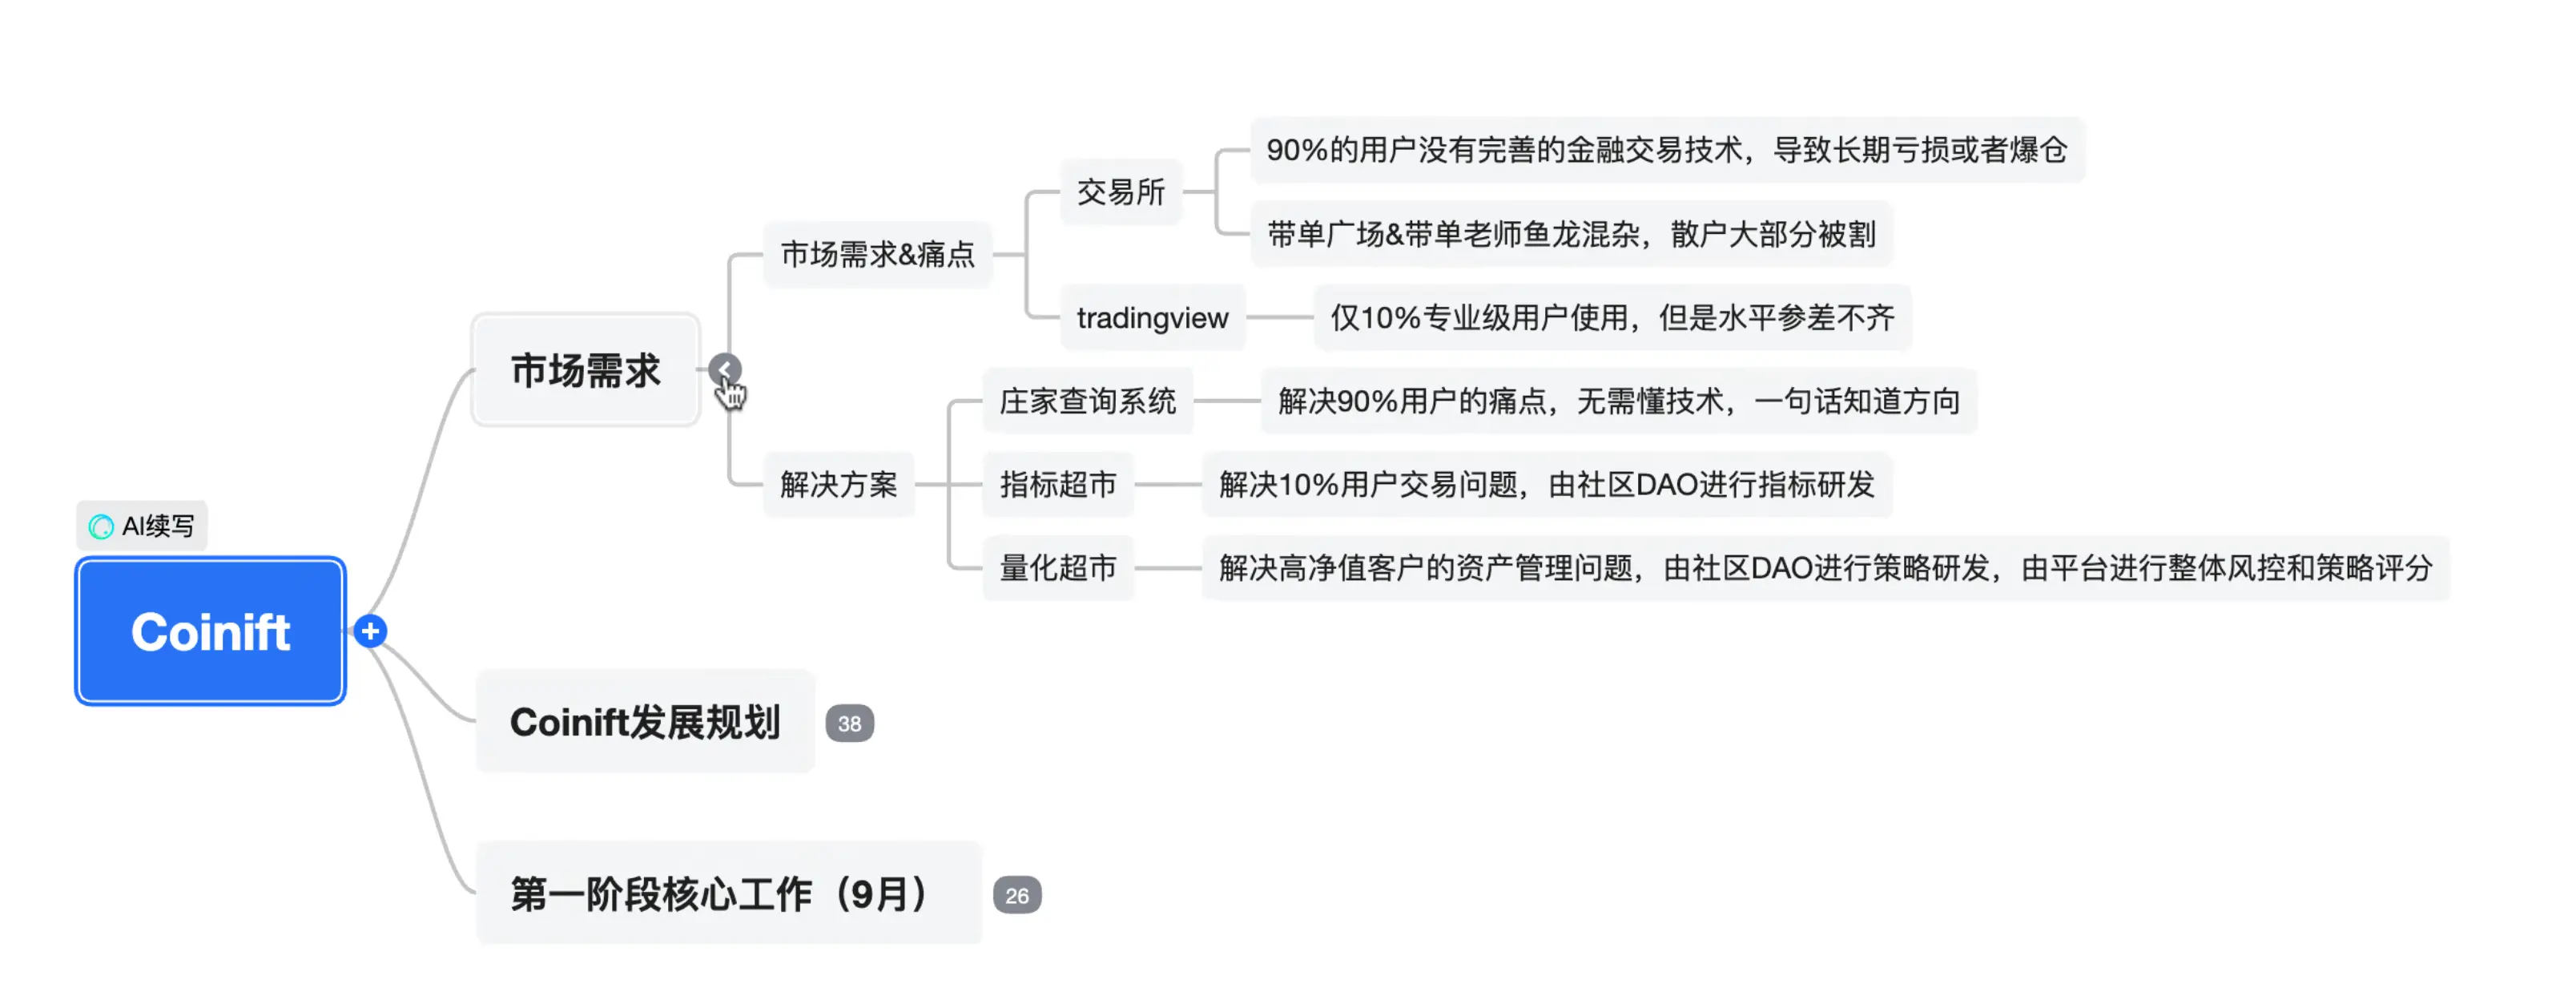 90%的用户没有完善的金融交易技术，导致长期亏损或者爆仓
交易所
带单广场&带单老师鱼龙混杂，散户大部分被割
市场需求&痛点
tradingview
仅10%专业级用户使用，但是水平参差不齐
市场需求
庄家查询系统
解决90%用户的痛点，无需懂技术，一句话知道方向
解决方案
指标超市
解决10%用户交易问题，由社区DAO进行指标研发
量化超市
解决高净值客户的资产管理问题，由社区DAO进行策略研发，由平台进行整体风控和策略评分
AI续写
Coinift
Coinift发展规划
38
第一阶段核心工作（9月）
26